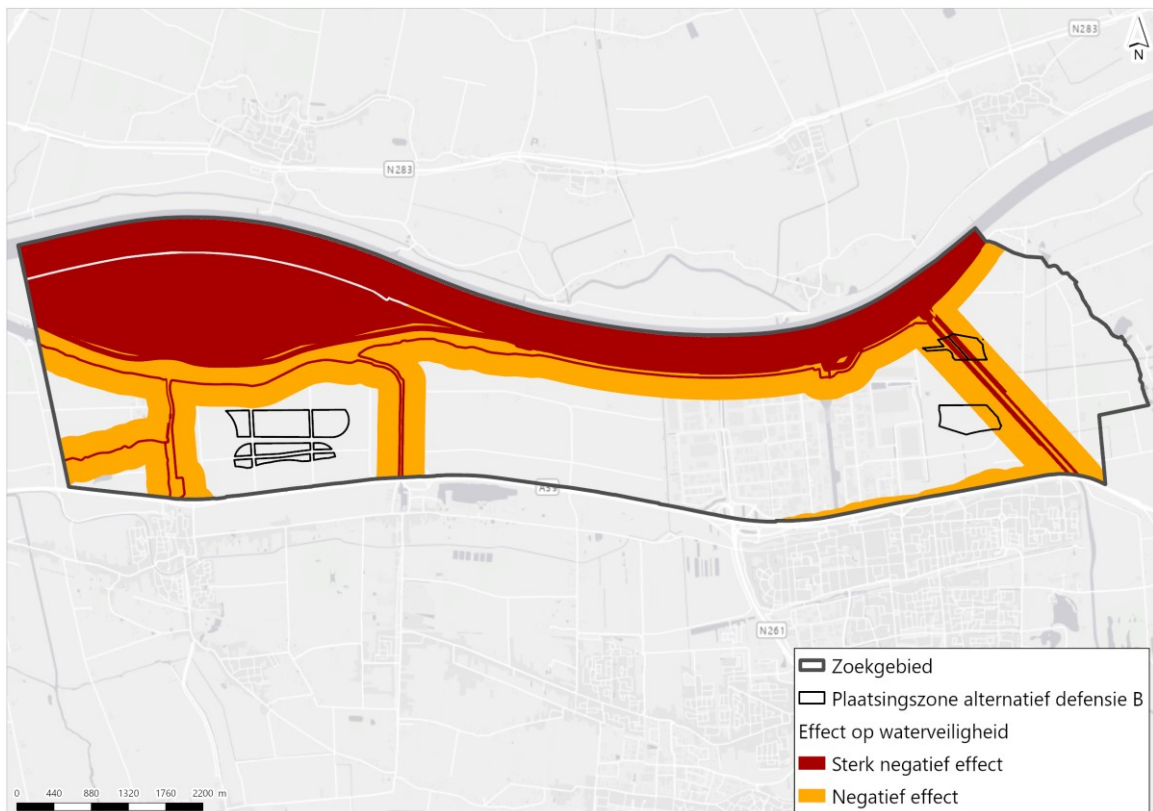 N283
N
N283
A59
N261
Zoekgebied
Plaatsingszone alternatief defensie B
Effect op waterveiligheid
Sterk negatief effect
Negatief effect
0 440 880 1320 1760 2200 m